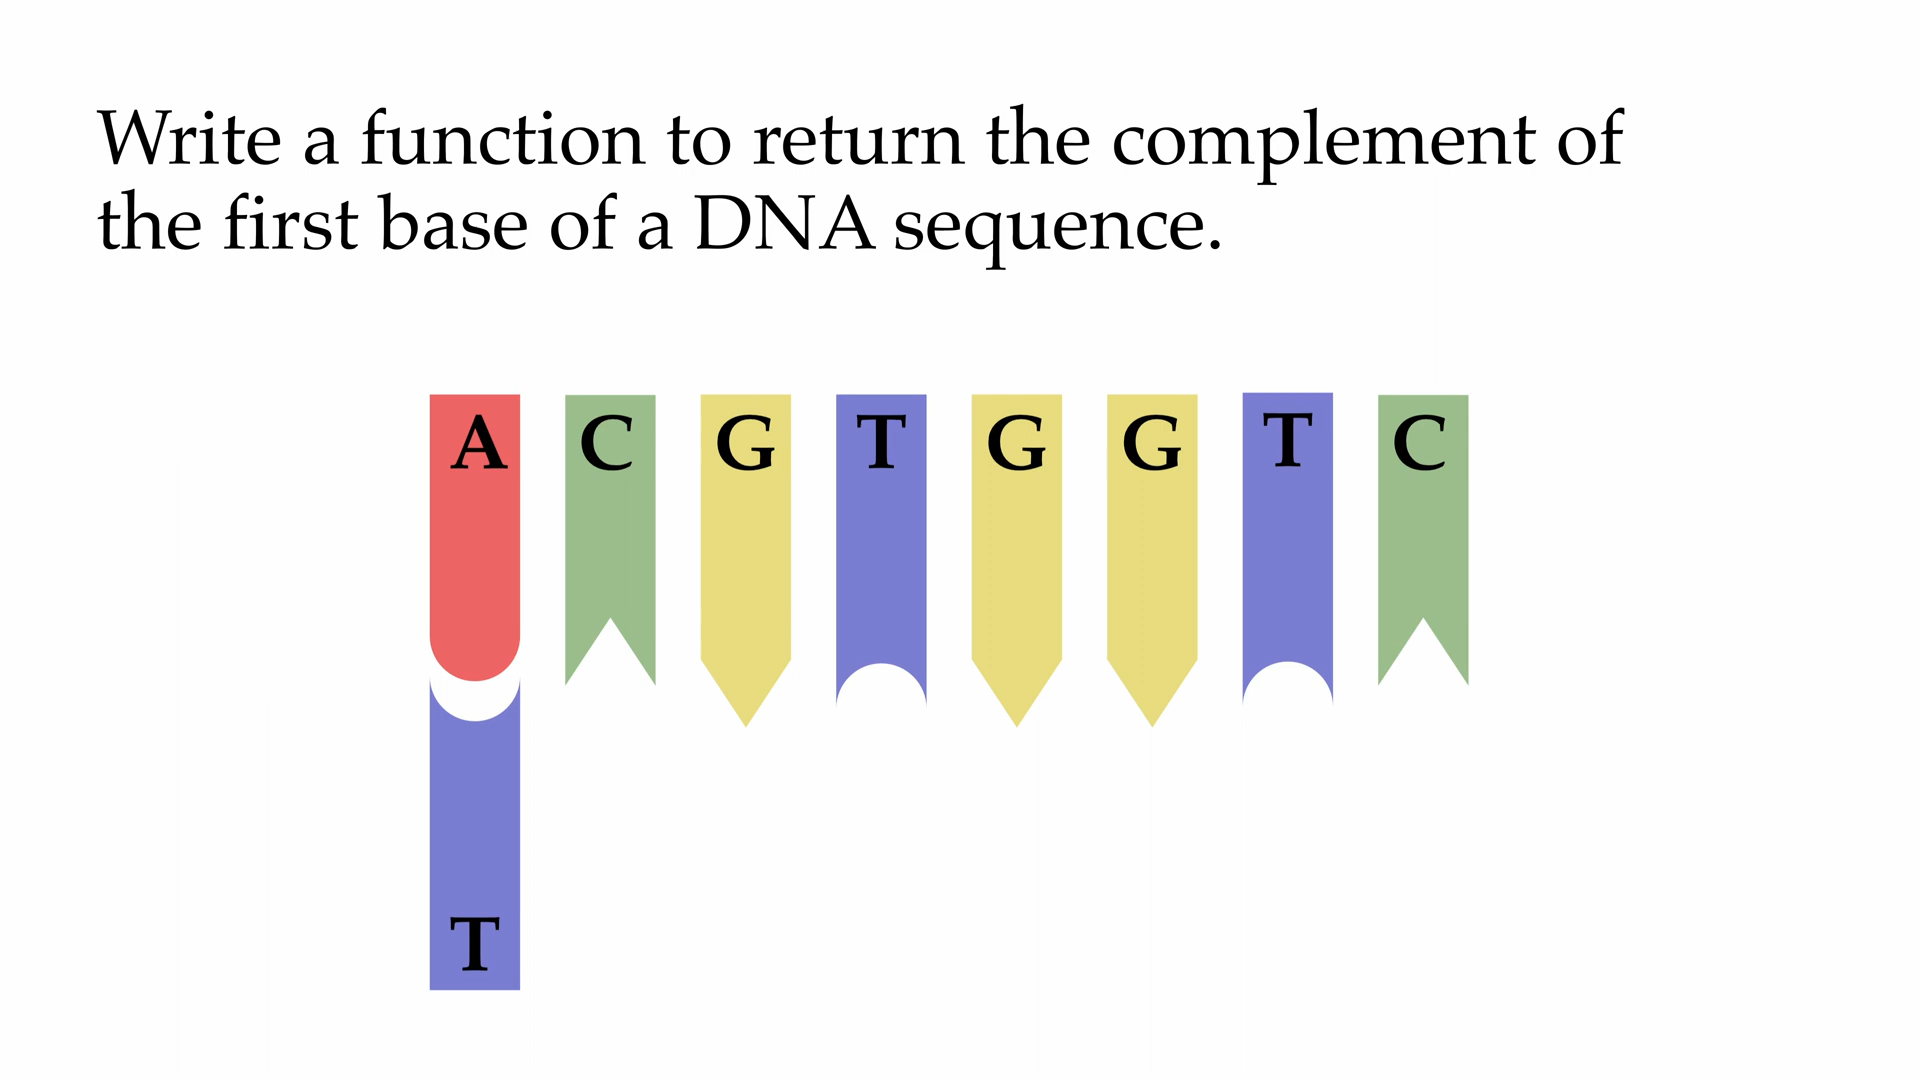 Write a function to return the complement of
the first base of a DNA sequence.
A C G T G G T C
T